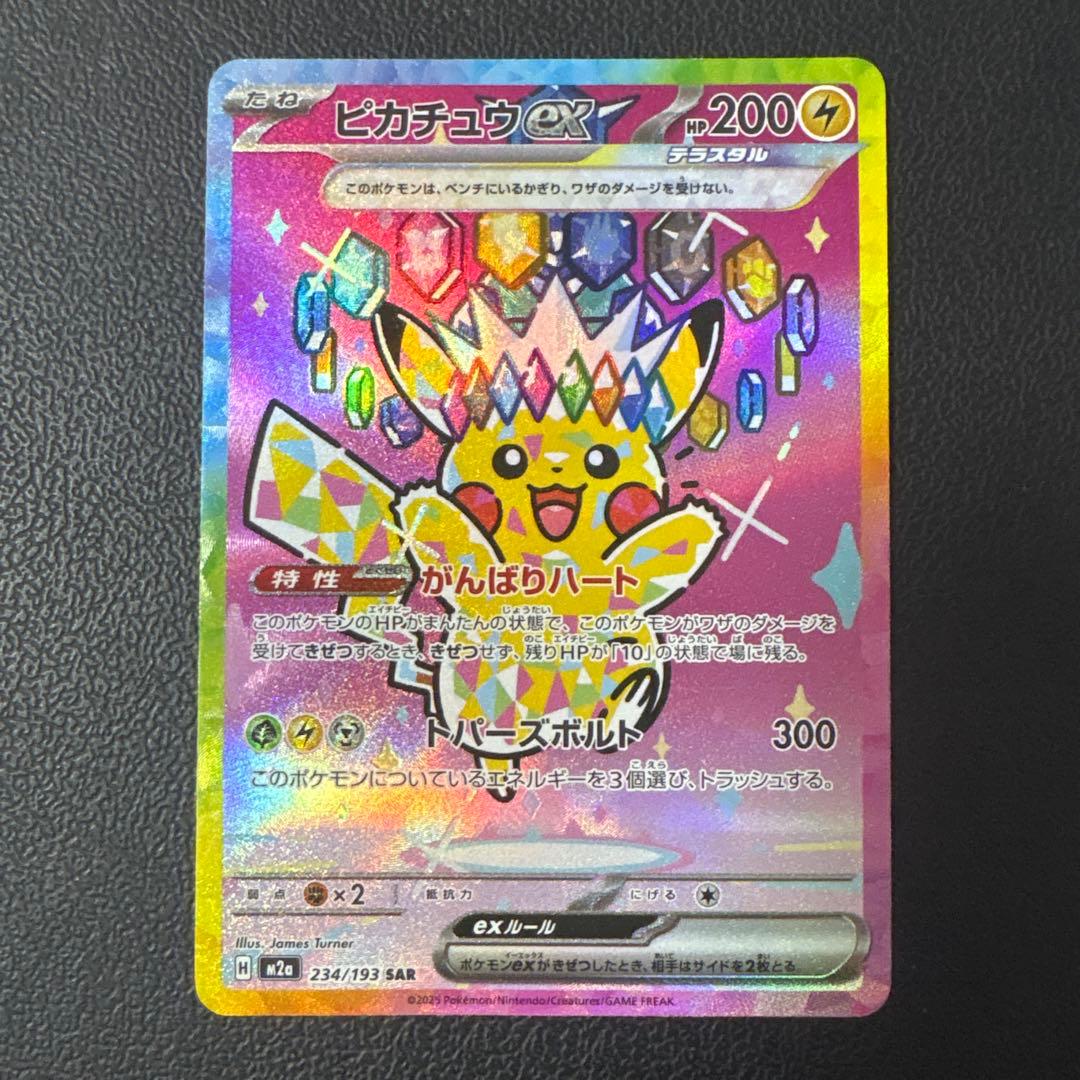 たね
ピカチュウex
HP200
テラスタル
このポケモンは、ベンチにいるかぎり、ワザのダメージを受けない。
特性
がんばりハート
このポケモンのHPがまんたんの状態で、このポケモンがワザのダメージを
受けてきぜつするとき、きぜつせず、残りHPが「10」の状態で場に残る。
トパーズボルト 300
このポケモンについているエネルギーを3個選び、トラッシュする。
弱点 ×2 抵抗力 にげる
exルール
ポケモンexがきぜつしたとき、相手はサイドを2枚とる
Illus. James Turner
H m2a 234/193 SAR
©2025 Pokémon/Nintendo/Creatures/GAME FREAK.